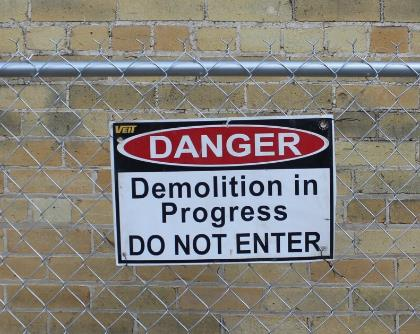 VEIT
DANGER
Demolition in
Progress
DO NOT ENTER